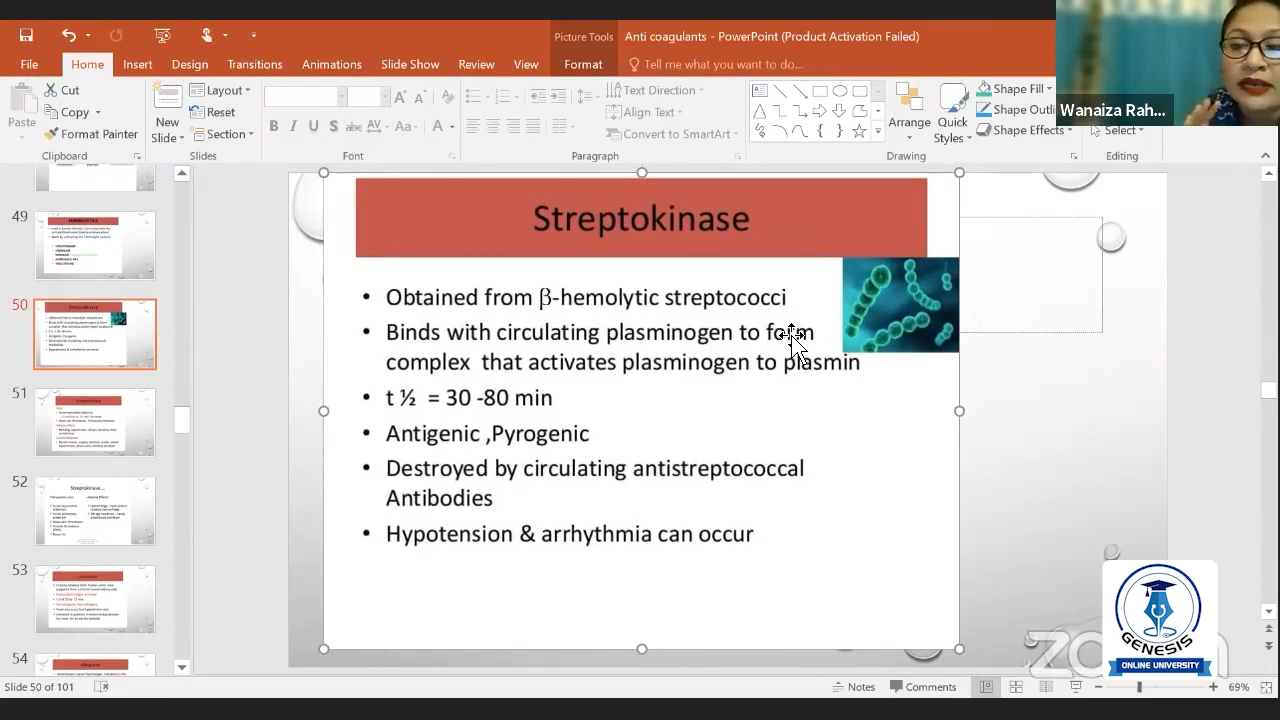 Picture Tools
Anti coagulants - PowerPoint (Product Activation Failed)
File
Home
Insert
Design
Transitions
Animations
Slide Show
Review
View
Format
Tell me what you want to do...
Wanaiza Rah...
Paste
Cut
Copy
Format Painter
New
Slide
Layout
Reset
Section
Text Direction
Align Text
Convert to SmartArt
Arrange
Quick
Styles
Shape Fill
Shape Outli
Shape Effects
Select
Clipboard
Slides
Font
Paragraph
Drawing
Editing
49
50
51
52
53
54
Streptokinase...
Streptokinase
• Obtained from β-hemolytic streptococci
• Binds with circulating plasminogen to form
complex that activates plasminogen to plasmin
• t ½ = 30 -80 min
• Antigenic ,Pyrogenic
• Destroyed by circulating antistreptococcal
Antibodies
• Hypotension & arrhythmia can occur
zoom
GENESIS
ONLINE UNIVERSITY
Slide 50 of 101
Notes
Comments
69%